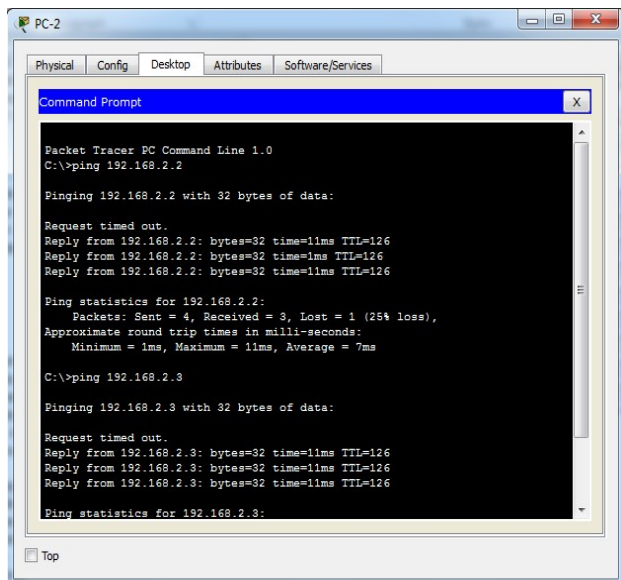 PC-2
X
Physical Config Desktop Attributes Software/Services
Command Prompt
X
Packet Tracer PC Command Line 1.0
C:\>ping 192.168.2.2
Pinging 192.168.2.2 with 32 bytes of data:
Request timed out.
Reply from 192.168.2.2: bytes=32 time=11ms TTL=126
Reply from 192.168.2.2: bytes=32 time=1ms TTL=126
Reply from 192.168.2.2: bytes=32 time=11ms TTL=126
Ping statistics for 192.168.2.2:
Packets: Sent = 4, Received = 3, Lost = 1 (25% loss),
Approximate round trip times in milli-seconds:
Minimum = 1ms, Maximum = 11ms, Average = 7ms
C:\>ping 192.168.2.3
Pinging 192.168.2.3 with 32 bytes of data:
Request timed out.
Reply from 192.168.2.3: bytes=32 time=11ms TTL=126
Reply from 192.168.2.3: bytes=32 time=11ms TTL=126
Reply from 192.168.2.3: bytes=32 time=11ms TTL=126
Ping statistics for 192.168.2.3:
Top